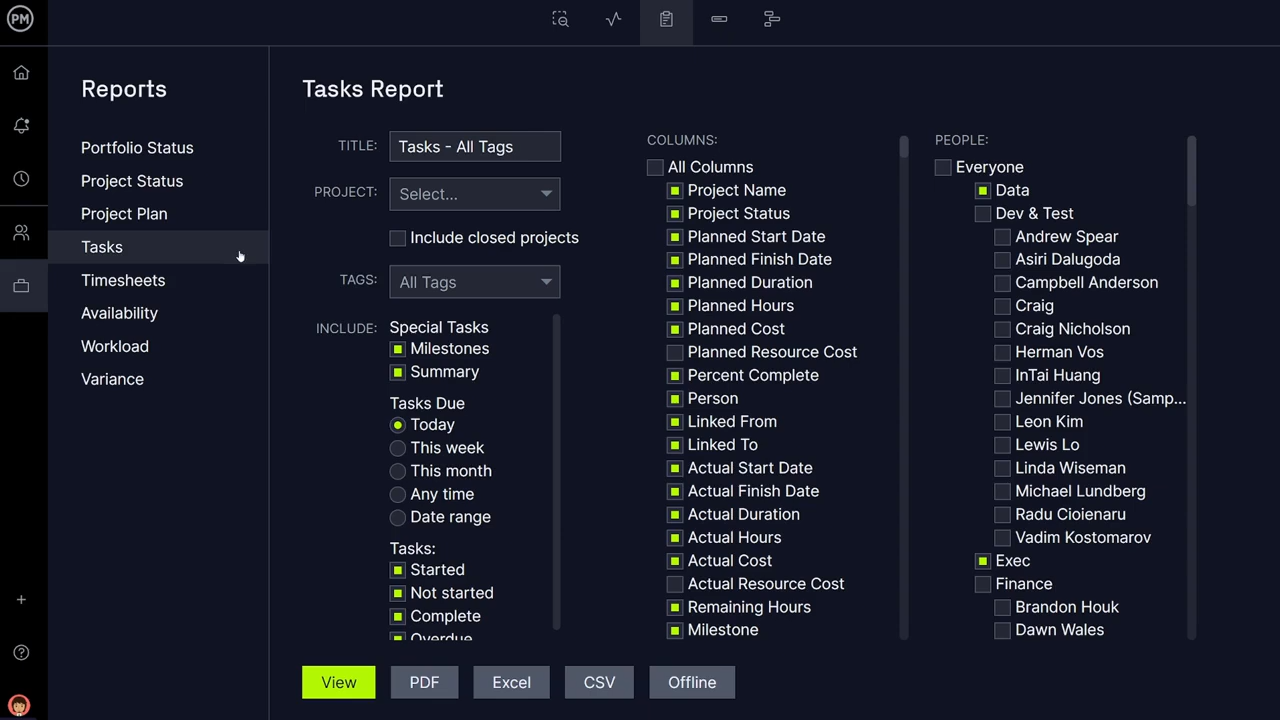 PM
Reports
Portfolio Status
Project Status
Project Plan
Tasks
Timesheets
Availability
Workload
Variance
Tasks Report
TITLE: Tasks - All Tags
PROJECT: Select...
Include closed projects
TAGS: All Tags
INCLUDE: Special Tasks
Milestones
Summary
Tasks Due
Today
This week
This month
Any time
Date range
Tasks:
Started
Not started
Complete
Overdue
COLUMNS:
All Columns
Project Name
Project Status
Planned Start Date
Planned Finish Date
Planned Duration
Planned Hours
Planned Cost
Planned Resource Cost
Percent Complete
Person
Linked From
Linked To
Actual Start Date
Actual Finish Date
Actual Duration
Actual Hours
Actual Cost
Actual Resource Cost
Remaining Hours
Milestone
PEOPLE:
Everyone
Data
Dev & Test
Andrew Spear
Asiri Dalugoda
Campbell Anderson
Craig
Craig Nicholson
Herman Vos
InTai Huang
Jennifer Jones (Samp...
Leon Kim
Lewis Lo
Linda Wiseman
Michael Lundberg
Radu Cioienaru
Vadim Kostomarov
Exec
Finance
Brandon Houk
Dawn Wales
View
PDF
Excel
CSV
Offline